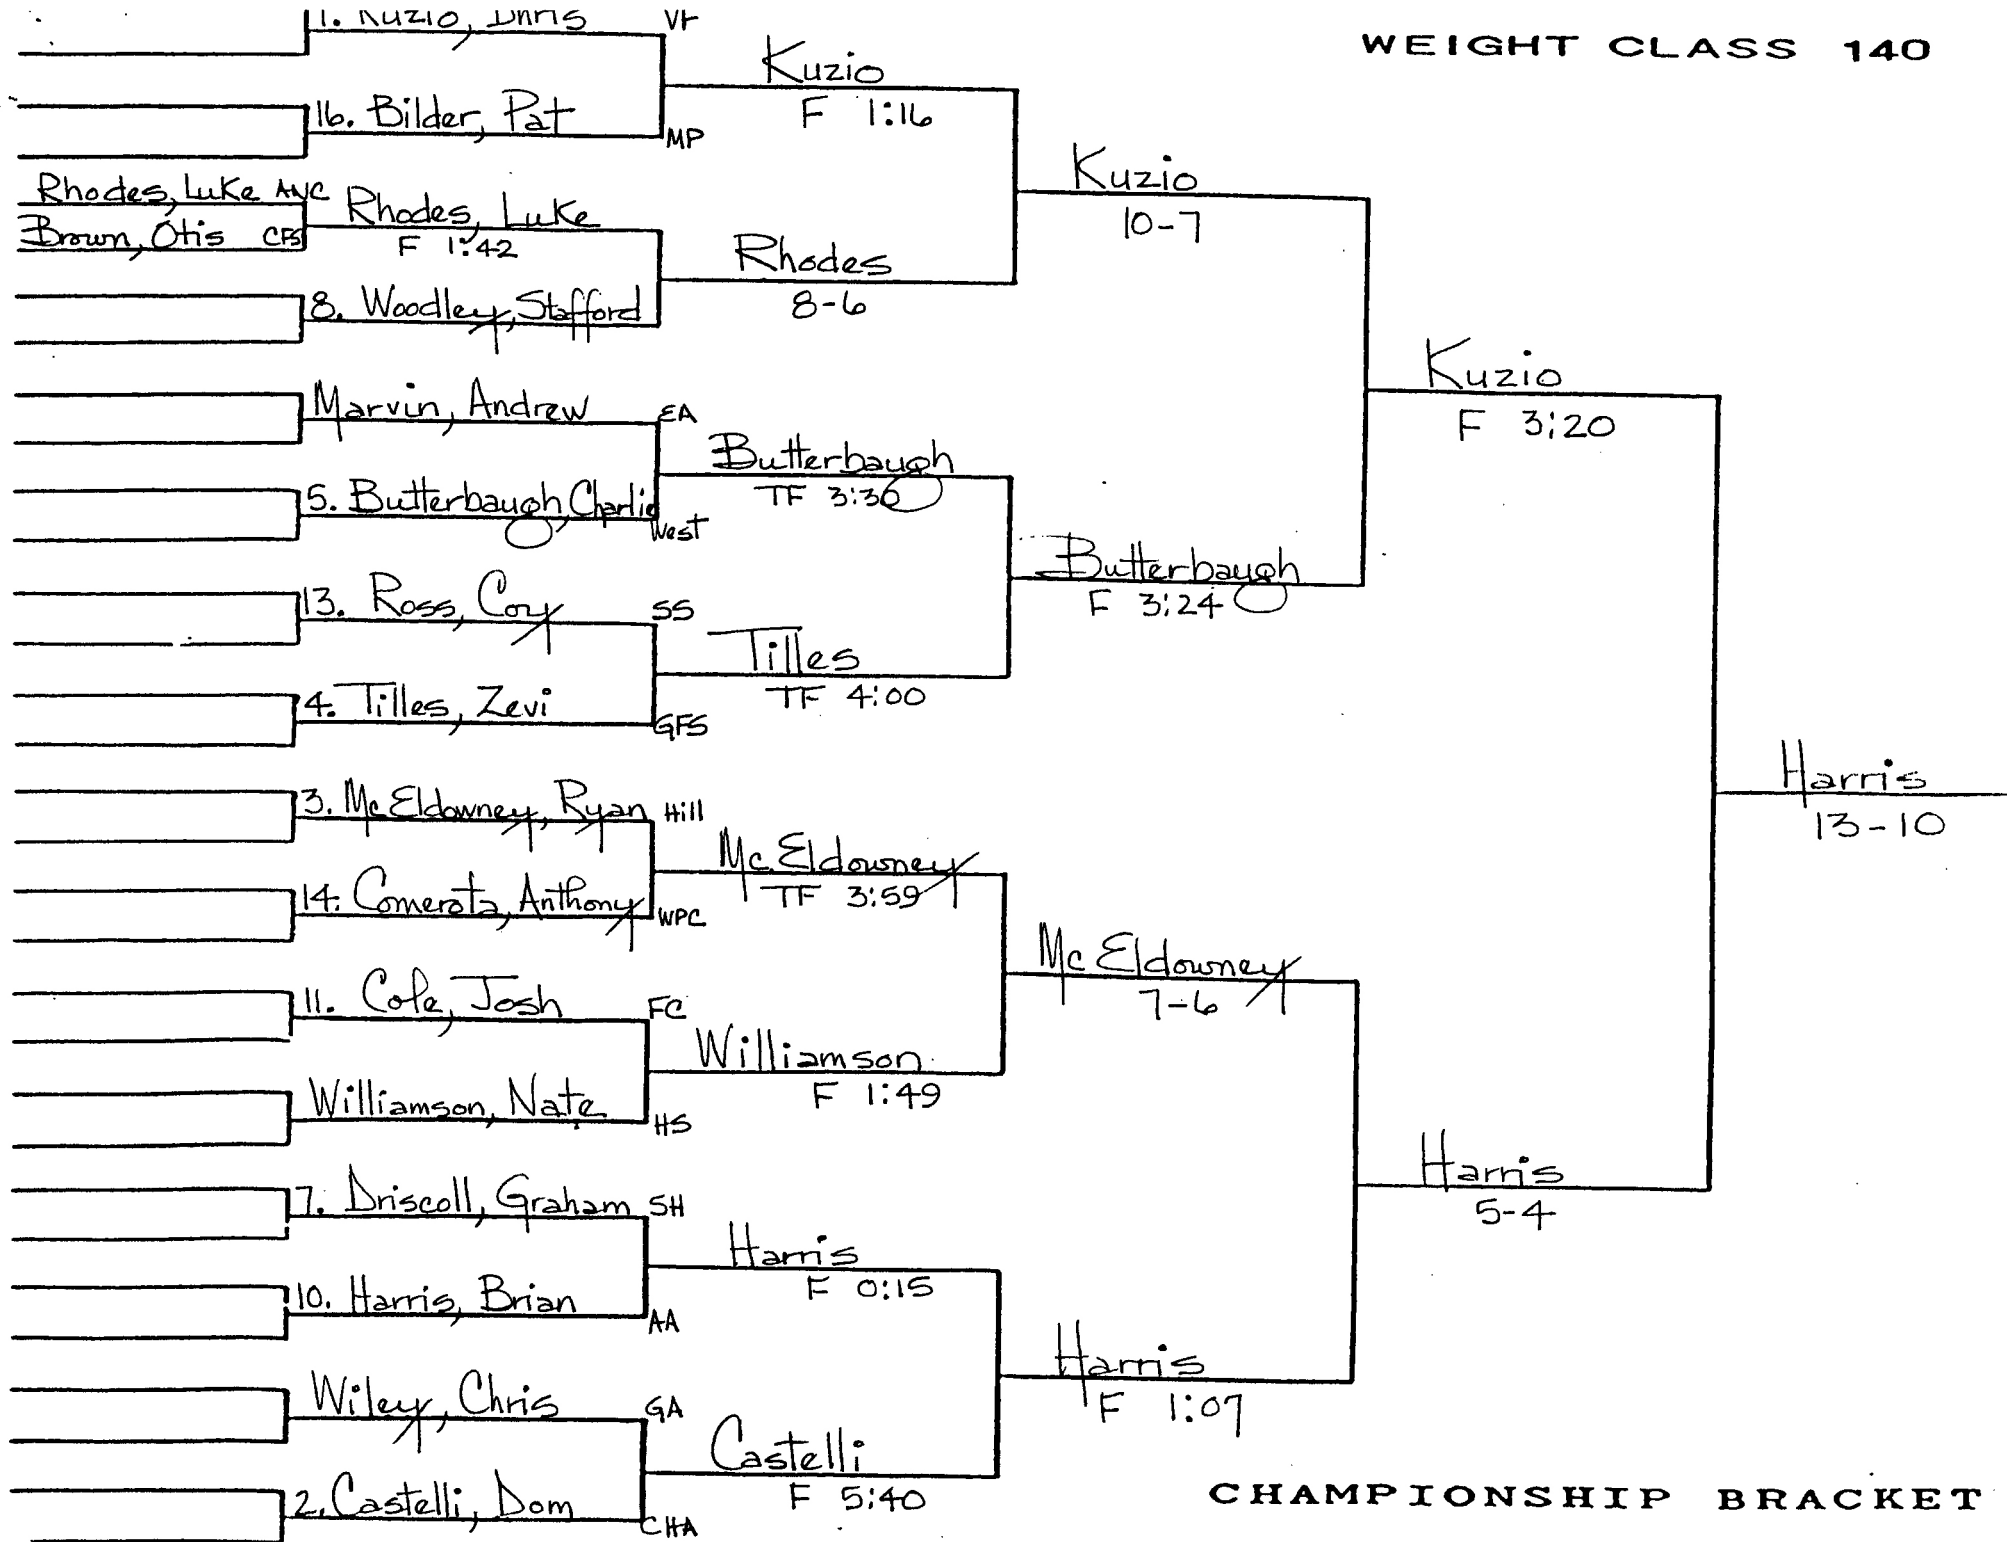 1. Kuzio, Chris
WEIGHT CLASS 140
Kuzio
F 1:16
16. Bilder, Pat MP
Kuzio
10-7
Rhodes, Luke ANC
Brown, Otis CFS
Rhodes, Luke
F 1:42
Rhodes
8-6
8. Woodley, Stafford
Kuzio
F 3:20
Marvin, Andrew EA
Butterbaugh
TF 3:30
5. Butterbaugh, Charlie West
Butterbaugh
F 3:24
13. Ross, Cory SS
Tilles
TF 4:00
4. Tilles, Zevi GFS
Harris
13-10
3. McEldowney, Ryan Hill
McEldowney
TF 3:59
14. Comerota, Anthony WPC
McEldowney
7-6
11. Cole, Josh FC
Williamson
F 1:49
Williamson, Nate HS
Harris
5-4
7. Driscoll, Graham SH
Harris
F 0:15
10. Harris, Brian AA
Harris
F 1:07
Wiley, Chris GA
Castelli
F 5:40
2. Castelli, Dom CHA
CHAMPIONSHIP BRACKET